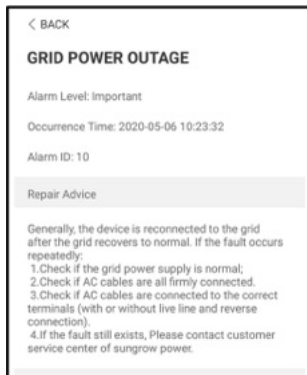 < BACK
GRID POWER OUTAGE
Alarm Level: Important
Occurrence Time: 2020-05-06 10:23:32
Alarm ID: 10
Repair Advice
Generally, the device is reconnected to the grid
after the grid recovers to normal. If the fault occurs
repeatedly:
1.Check if the grid power supply is normal;
2.Check if AC cables are all firmly connected.
3.Check if AC cables are connected to the correct
terminals (with or without live line and reverse
connection).
4.If the fault still exists, Please contact customer
service center of sungrow power.